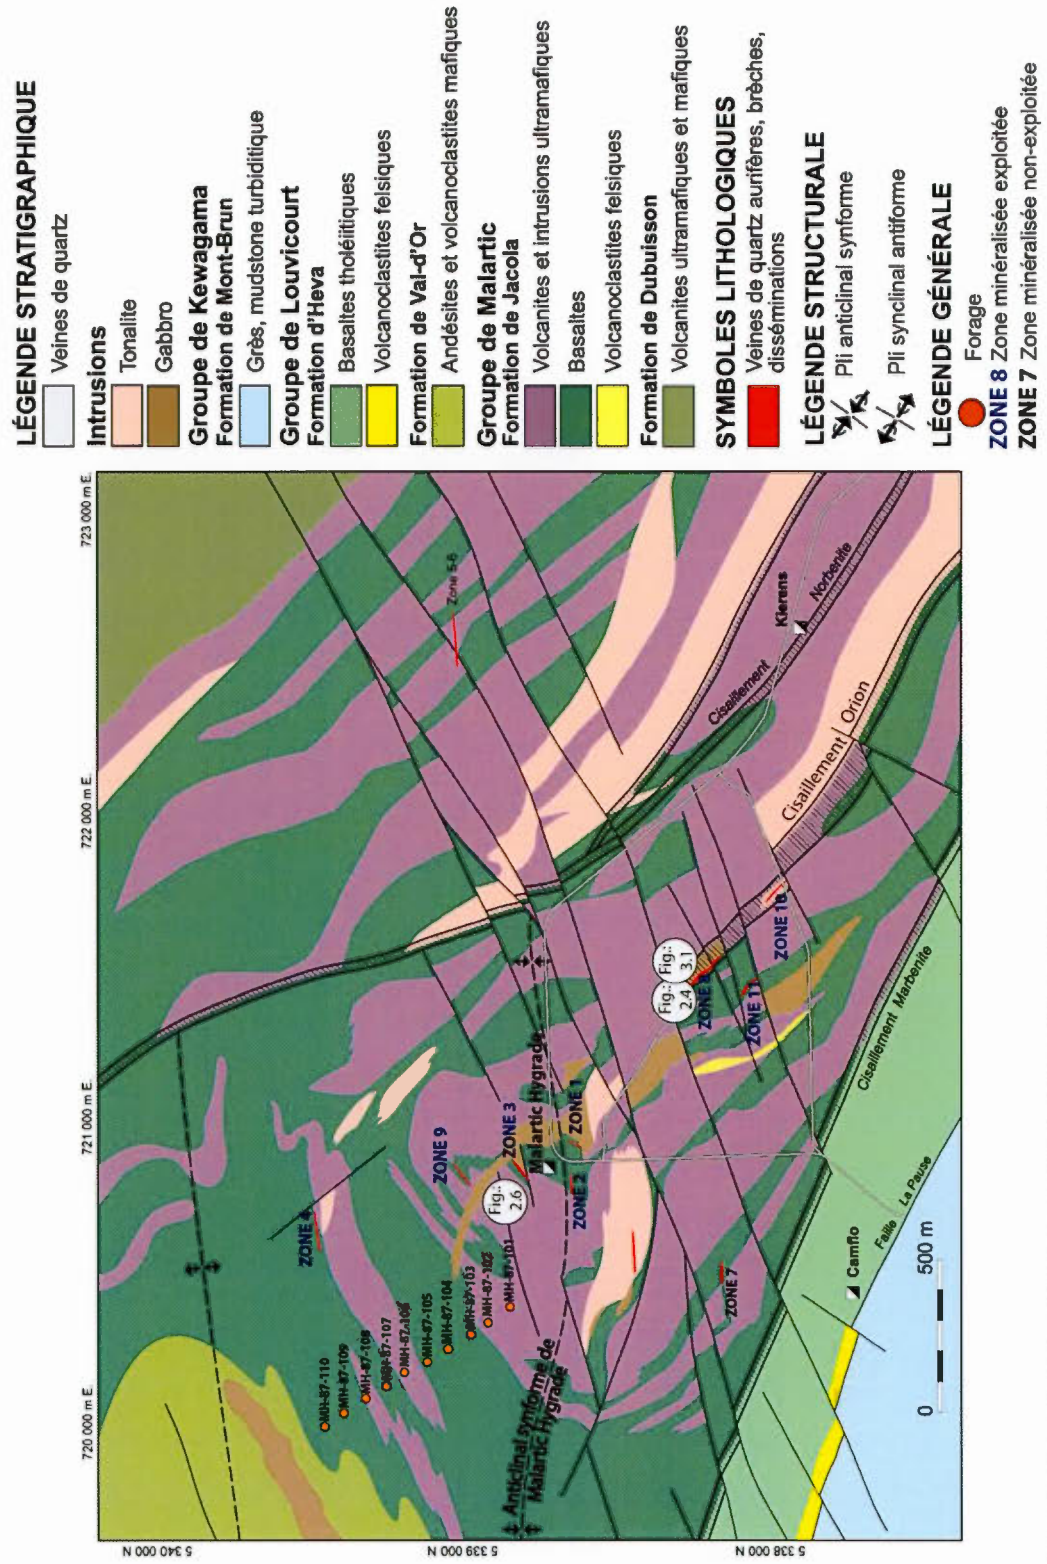 LÉGENDE STRATIGRAPHIQUE
Veines de quartz
Intrusions
Tonalite
Gabbro
Groupe de Kewagama
Formation de Mont-Brun
Grès, mudstone turbiditique
Groupe de Louvicourt
Formation d'Heva
Basaltes tholéiitiques
Volcanoclastites felsiques
Formation de Val-d'Or
Andésites et volcanoclastites mafiques
Groupe de Malartic
Formation de Jacola
Volcanites et intrusions ultramafiques
Basaltes
Volcanoclastites felsiques
Formation de Dubuisson
Volcanites ultramafiques et mafiques
SYMBOLES LITHOLOGIQUES
Veines de quartz aurifères, brèches,
disséminations
LÉGENDE STRUCTURALE
Pli anticlinal synforme
Pli synclinal antiforme
LÉGENDE GÉNÉRALE
Forage
ZONE 8 Zone minéralisée exploitée
ZONE 7 Zone minéralisée non-exploitée
720 000 m E.
721 000 m E.
722 000 m E.
723 000 m E.
5 340 000 N
5 339 000 N
5 338 000 N
MH-87-110
MH-87-109
MH-87-108
MH-87-107
MH-87-106
MH-87-105
MH-87-104
MH-87-103
MH-87-102
MH-87-101
ZONE 4
ZONE 9
ZONE 3
Fig.:
2.6
Malartic Hygrade
ZONE 1
ZONE 2
Anticlinal synforme de
Malartic Hygrade
Zone 5-6
Fig.:
2.4
Fig.:
3.1
ZONE 8
ZONE 10
ZONE 11
ZONE 7
Cisaillement
Norbenite
Kierens
Cisaillement Orion
Cisaillement Marbenite
Faille La Pause
Camflo
0
500 m